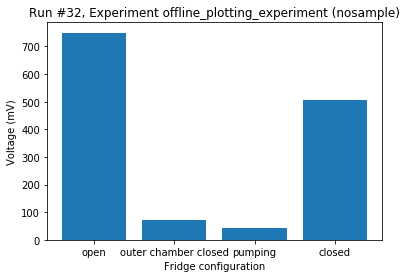 Run #32, Experiment offline_plotting_experiment (nosample)
700
600
500
400
300
200
100
0
Voltage (mV)
open outer chamber closed pumping closed
Fridge configuration